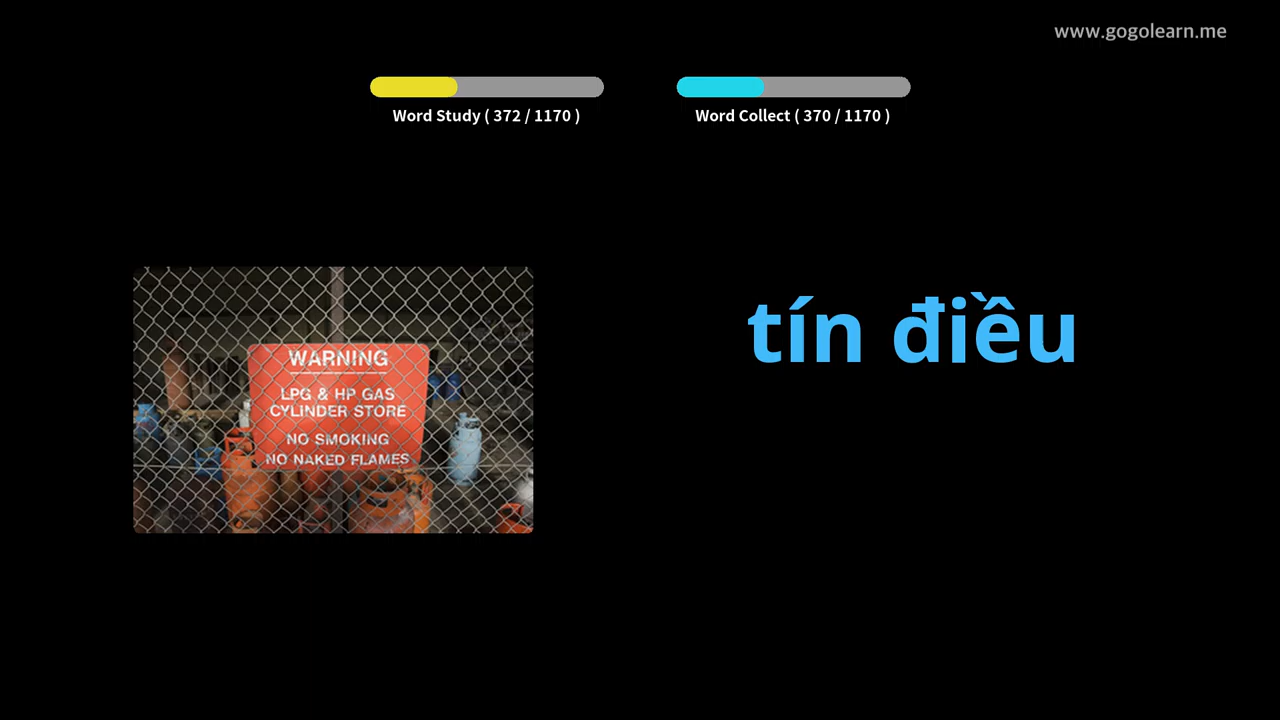 www.gogolearn.me
Word Study ( 372 / 1170 )
Word Collect ( 370 / 1170 )
WARNING
LPG & HP GAS
CYLINDER STORE
NO SMOKING
NO NAKED FLAMES
tín điều